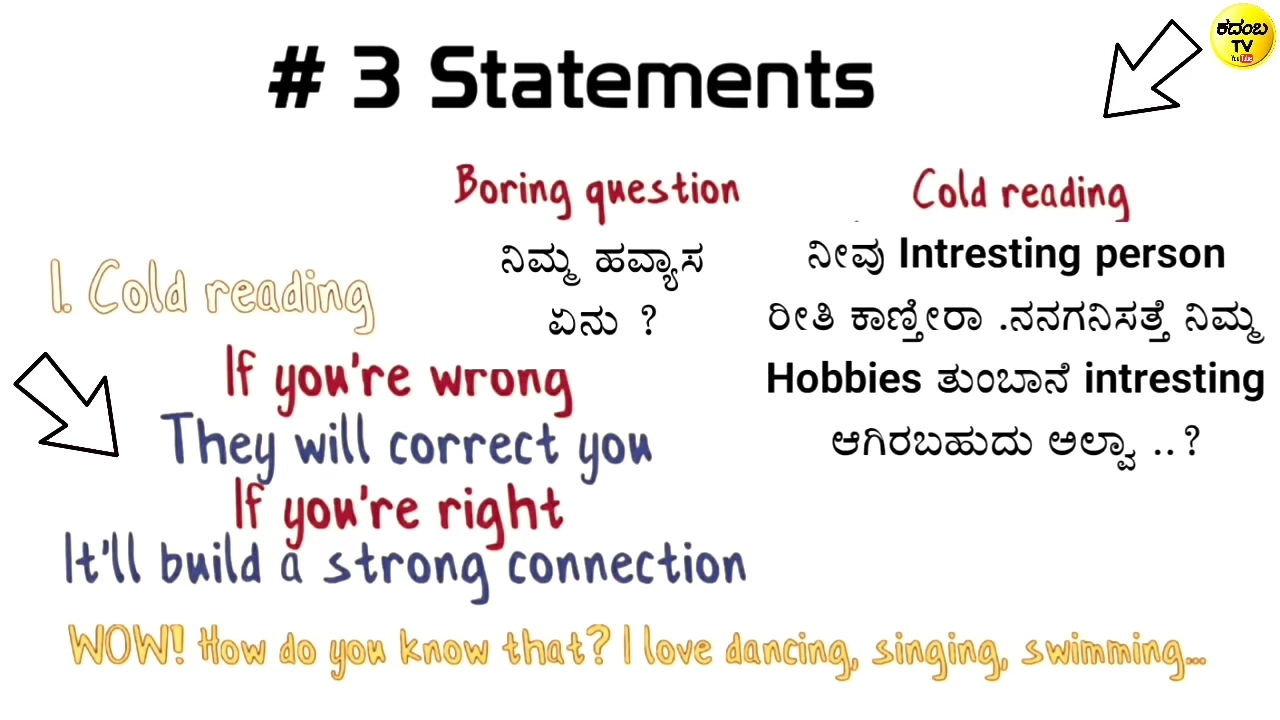 # 3 Statements
ಕದಂಬ
TV
YouTube
Boring question
ನಿಮ್ಮ ಹವ್ಯಾಸ
ಏನು ?
Cold reading
ನೀವು Intresting person
ರೀತಿ ಕಾಣ್ತೀರಾ .ನನಗನಿಸತ್ತೆ ನಿಮ್ಮ
Hobbies ತುಂಬಾನೆ intresting
ಆಗಿರಬಹುದು ಅಲ್ವಾ ..?
1. Cold reading
If you're wrong
They will correct you
If you're right
It'll build a strong connection
WOW! How do you know that? I love dancing, singing, swimming...